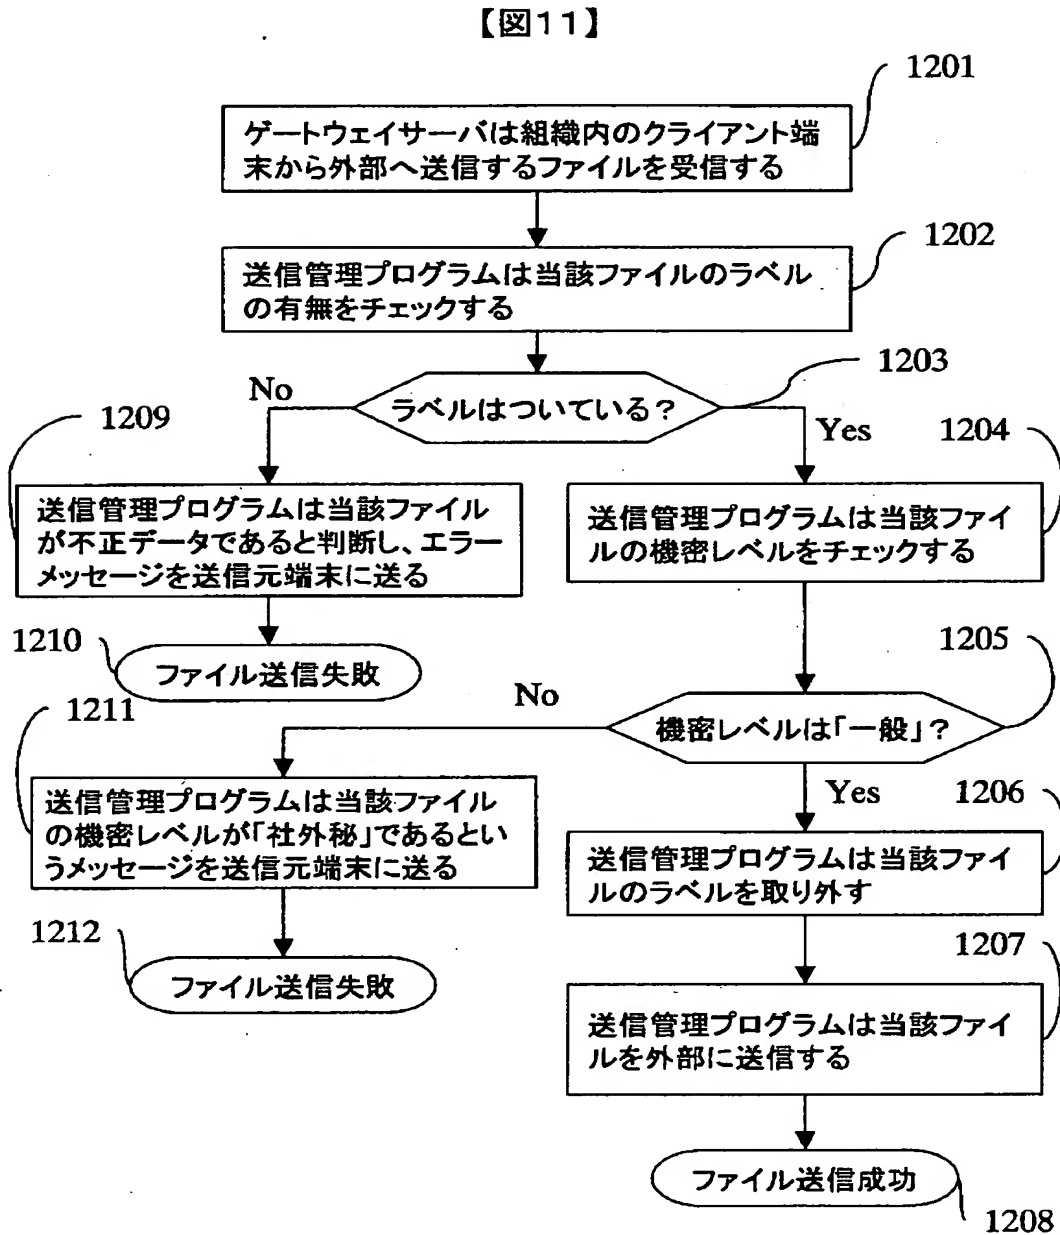 【図11】
1201
ゲートウェイサーバは組織内のクライアント端
末から外部へ送信するファイルを受信する
1202
送信管理プログラムは当該ファイルのラベル
の有無をチェックする
1203
ラベルはついている?
No
Yes
1209
1204
送信管理プログラムは当該ファイル
が不正データであると判断し、エラー
メッセージを送信元端末に送る
送信管理プログラムは当該ファイ
ルの機密レベルをチェックする
1210
ファイル送信失敗
1205
機密レベルは「一般」?
No
Yes
1211
送信管理プログラムは当該ファイル
の機密レベルが「社外秘」であるとい
うメッセージを送信元端末に送る
1206
送信管理プログラムは当該ファイ
ルのラベルを取り外す
1212
ファイル送信失敗
1207
送信管理プログラムは当該ファイ
ルを外部に送信する
ファイル送信成功
1208